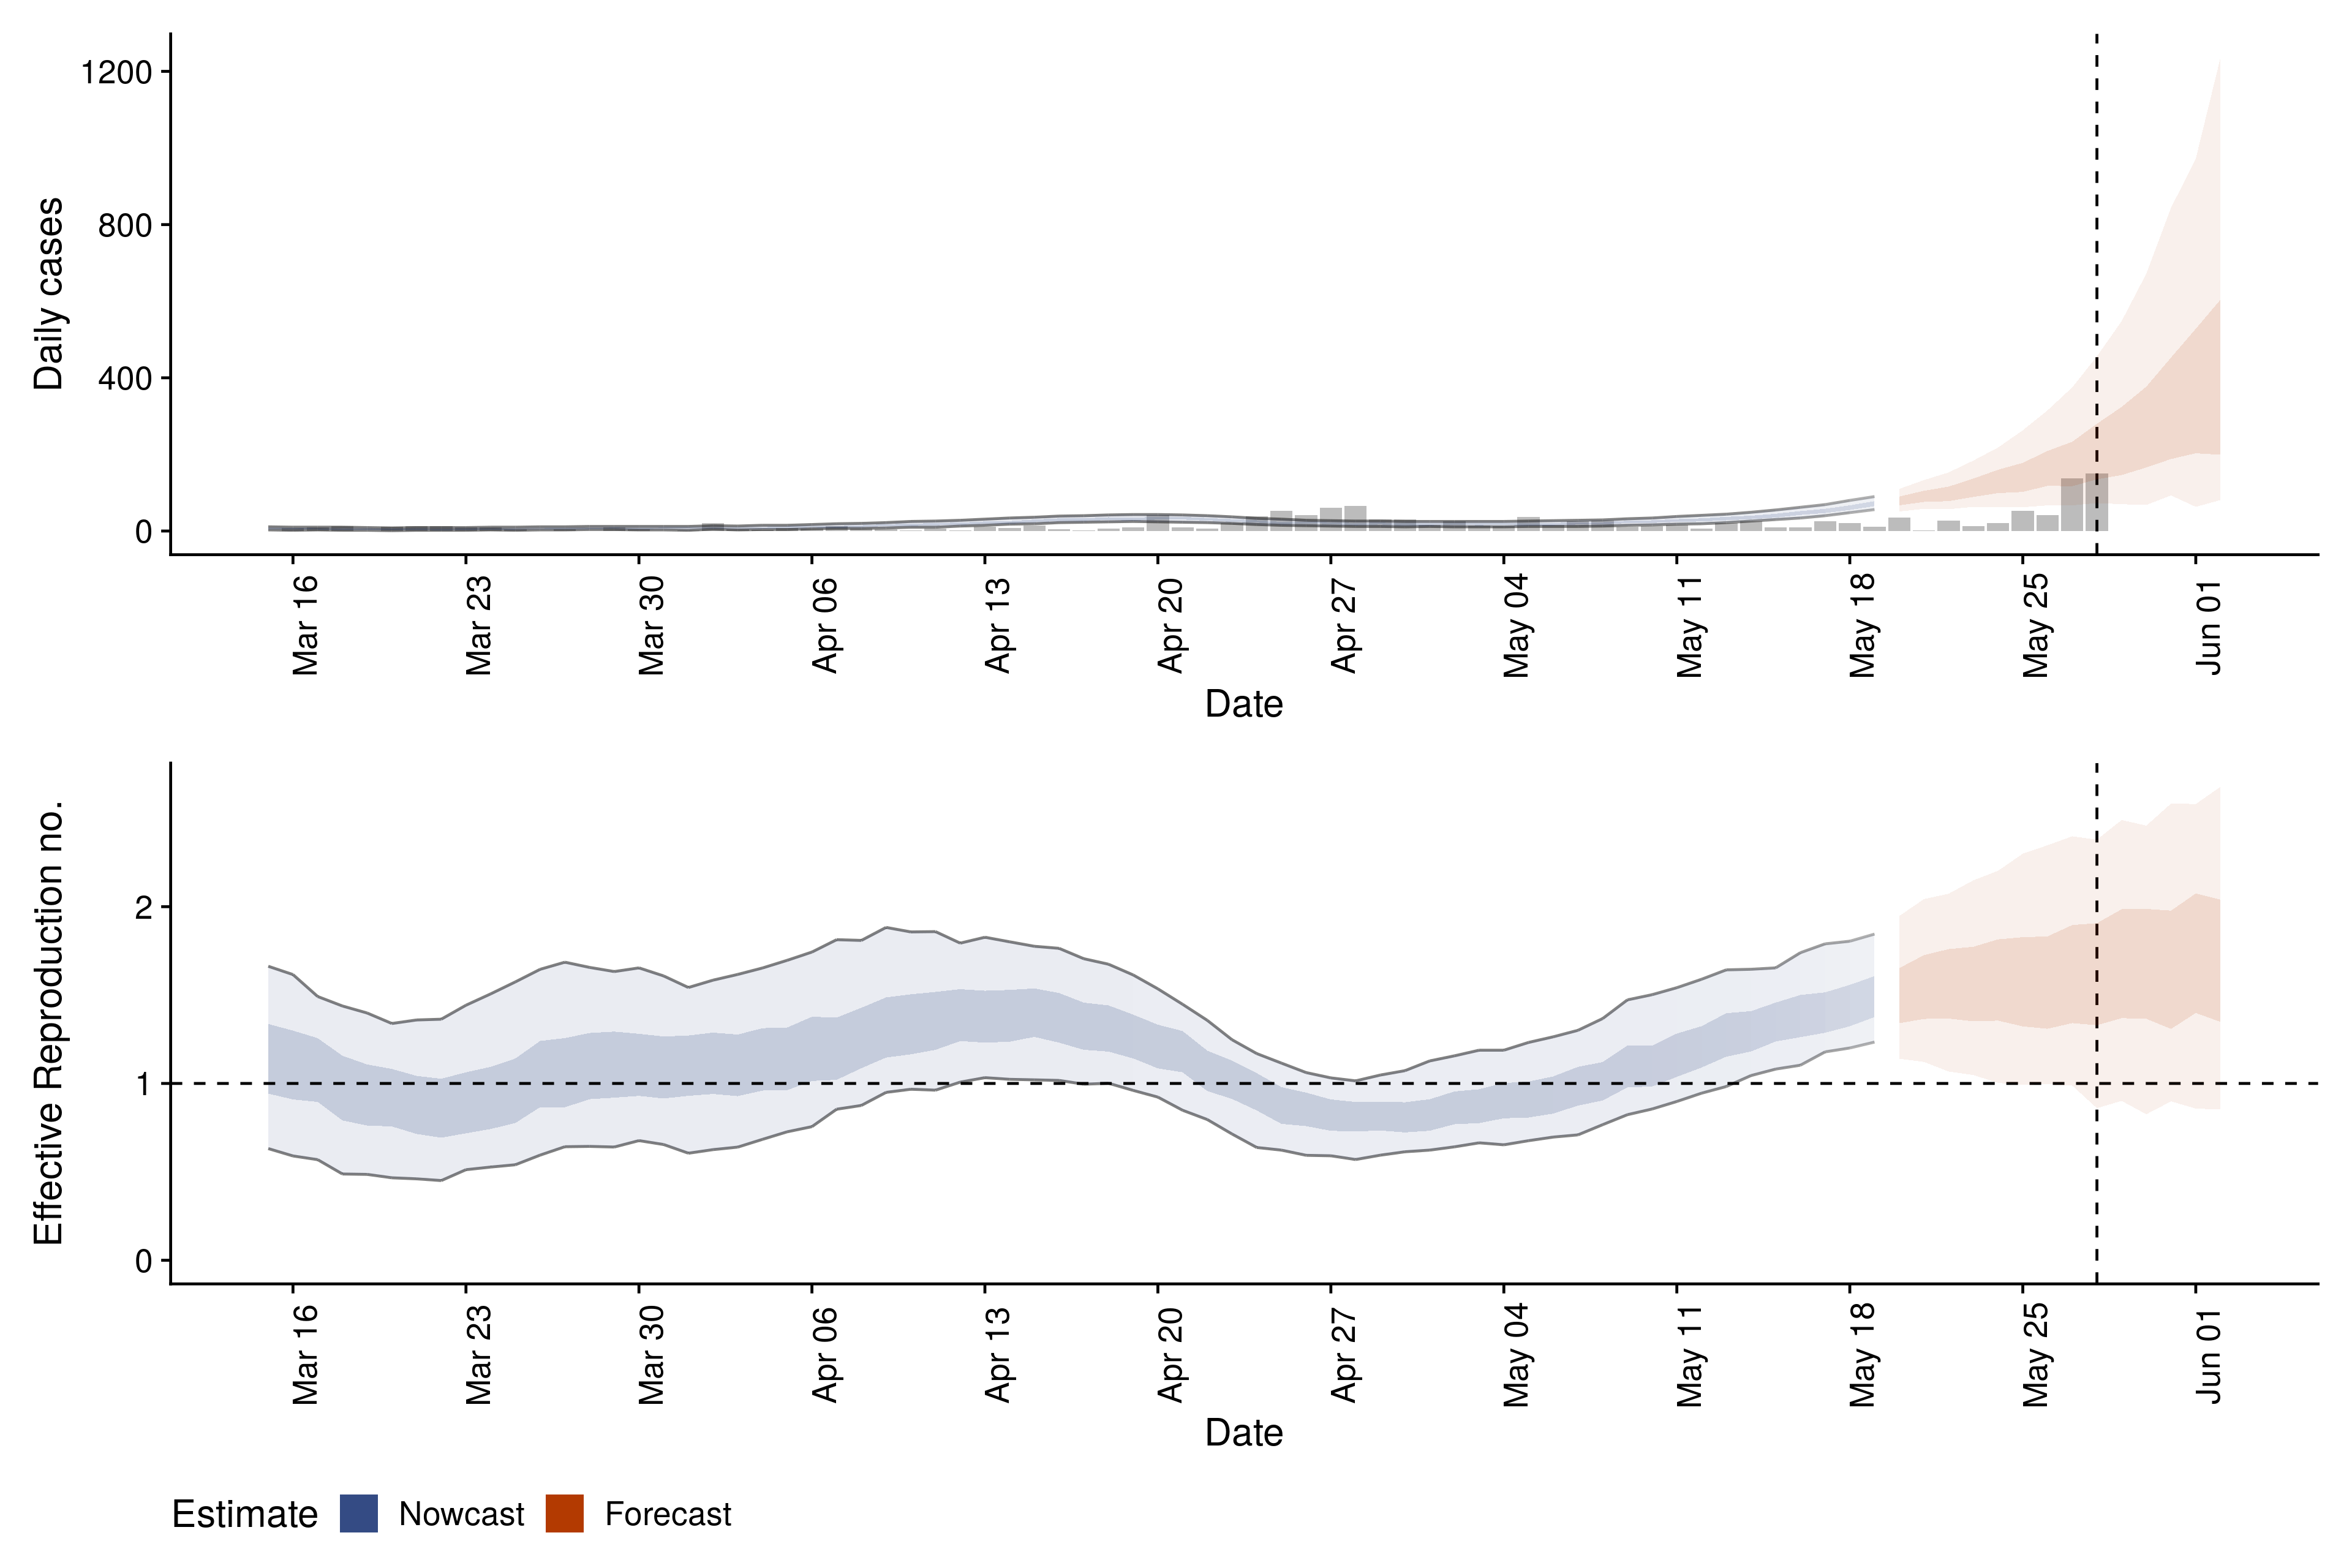 Daily cases
1200
800
400
0
Mar 16
Mar 23
Mar 30
Apr 06
Apr 13
Apr 20
Apr 27
May 04
May 11
May 18
May 25
Jun 01
Date
Effective Reproduction no.
2
1
0
Mar 16
Mar 23
Mar 30
Apr 06
Apr 13
Apr 20
Apr 27
May 04
May 11
May 18
May 25
Jun 01
Date
Estimate Nowcast Forecast